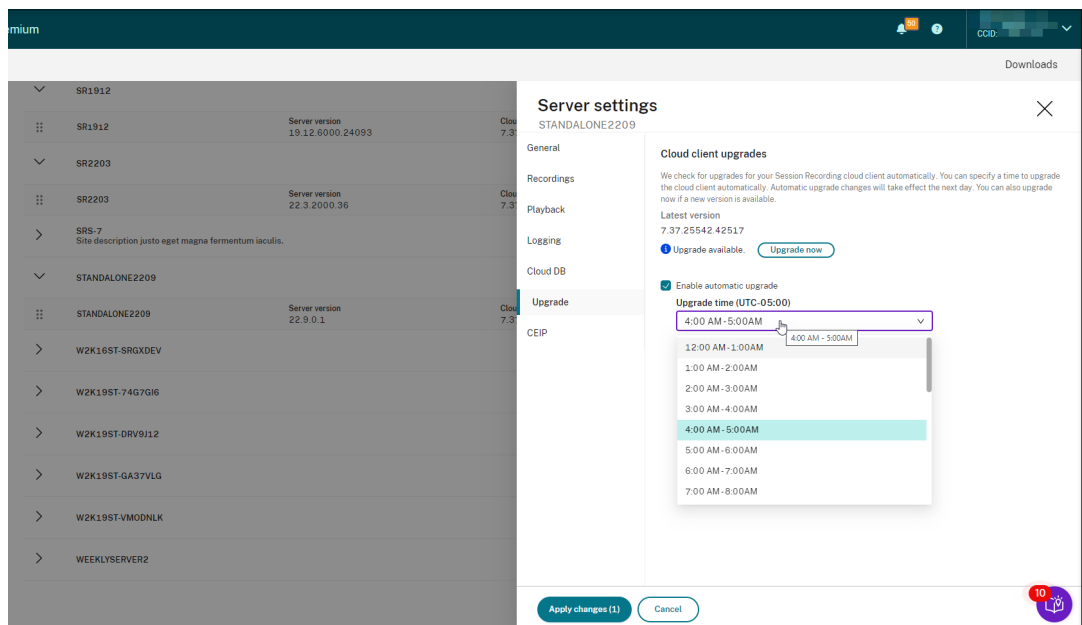 emium
50
?
CCID:
Downloads
SR1912
SR1912
Server version
19.12.6000.24093
Clou
7.37
SR2203
SR2203
Server version
22.3.2000.36
Clou
7.3
SRS-7
Site description justo eget magna fermentum iaculis.
STANDALONE2209
STANDALONE2209
Server version
22.9.0.1
Clou
7.3
W2K16ST-SRGXDEV
W2K19ST-74G7GI6
W2K19ST-DRV9J12
W2K19ST-GA37VLG
W2K19ST-VMODNLK
WEEKLYSERVER2
Server settings
STANDALONE2209
General
Recordings
Playback
Logging
Cloud DB
Upgrade
CEIP
Cloud client upgrades
We check for upgrades for your Session Recording cloud client automatically. You can specify a time to upgrade
the cloud client automatically. Automatic upgrade changes will take effect the next day. You can also upgrade
now if a new version is available.
Latest version
7.37.25542.42517
Upgrade available.
Upgrade now
Enable automatic upgrade
Upgrade time (UTC-05:00)
4:00 AM-5:00AM
4:00 AM - 5:00AM
12:00 AM-1:00AM
1:00 AM-2:00AM
2:00 AM-3:00AM
3:00 AM-4:00AM
4:00 AM-5:00AM
5:00 AM-6:00AM
6:00 AM-7:00AM
7:00 AM-8:00AM
Apply changes (1)
Cancel
10